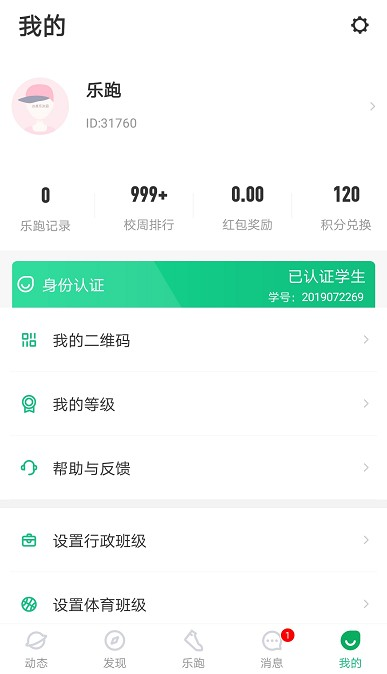 我的
乐跑
ID:31760
0
999+
0.00
120
乐跑记录
校周排行
红包奖励
积分兑换
身份认证
已认证学生
学号：2019072269
我的二维码
我的等级
帮助与反馈
设置行政班级
设置体育班级
1
动态
发现
乐跑
消息
我的